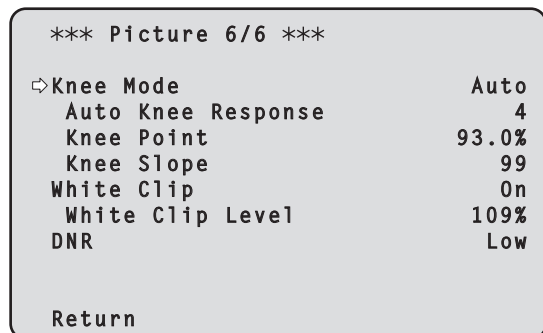 *** Picture 6/6 ***
⇨Knee Mode Auto
Auto Knee Response 4
Knee Point 93.0%
Knee Slope 99
White Clip On
White Clip Level 109%
DNR Low
Return